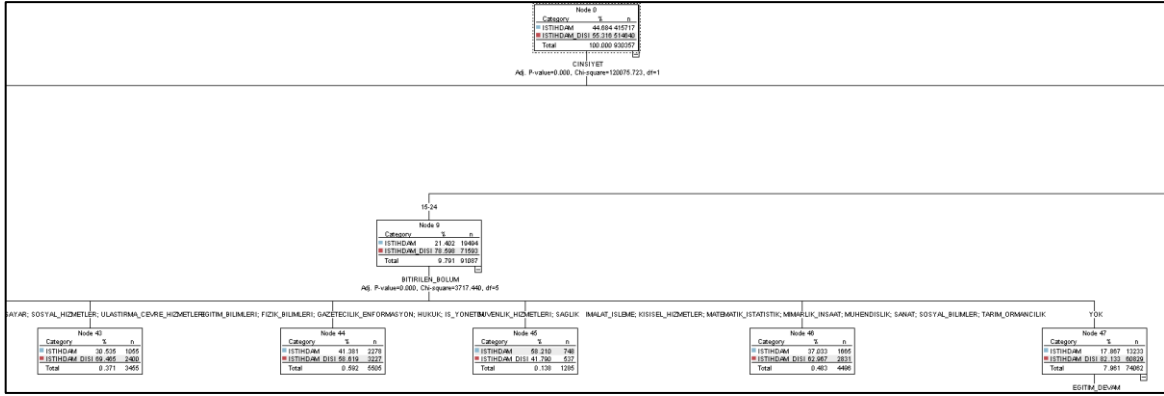 Node 0
Category % n
ISTIHDAM 44.684 415717
ISTIHDAM_DISI 55.316 514640
Total 100.000 930357
CINSIYET
Adj. P-value=0.000, df=1
15-24
Node 9
Category % n
ISTIHDAM 21.402 19494
ISTIHDAM_DISI 78.598 71593
Total 9.791 91087
BITIRILEN_BOLUM
Adj. P-value=0.000, Chi-square=3717.440, df=5
SOSYAL_HIZMETLER; ULASTIRMA_CEVRE_HIZMETLERI
EGITIM_BILIMLERI; FIZIK_BILIMLERI; GAZETECILIK_ENFORMASYON; HUKUK; IS_YONETIMI
GUVENLIK_HIZMETLERI; SAGLIK
IMALAT_ISLEME; KISISEL_HIZMETLER; MATEMATIK_ISTATISTIK; MIMARLIK_INSAAT; MUHENDISLIK; SANAT; SOSYAL_BILIMLER; TARIM_ORMANCILIK
YOK
Node 43
Category % n
ISTIHDAM 30.535 1055
ISTIHDAM_DISI 69.465 2400
Total 0.371 3455
Node 44
Category % n
ISTIHDAM 41.381 2278
ISTIHDAM_DISI 58.619 3227
Total 0.592 5505
Node 45
Category % n
ISTIHDAM 58.210 748
ISTIHDAM_DISI 41.790 537
Total 0.138 1285
Node 46
Category % n
ISTIHDAM 37.033 1665
ISTIHDAM_DISI 62.967 2831
Total 0.483 4496
Node 47
Category % n
ISTIHDAM 17.867 13233
ISTIHDAM_DISI 82.133 60829
Total 7.961 74062
EGITIM_DEVAM